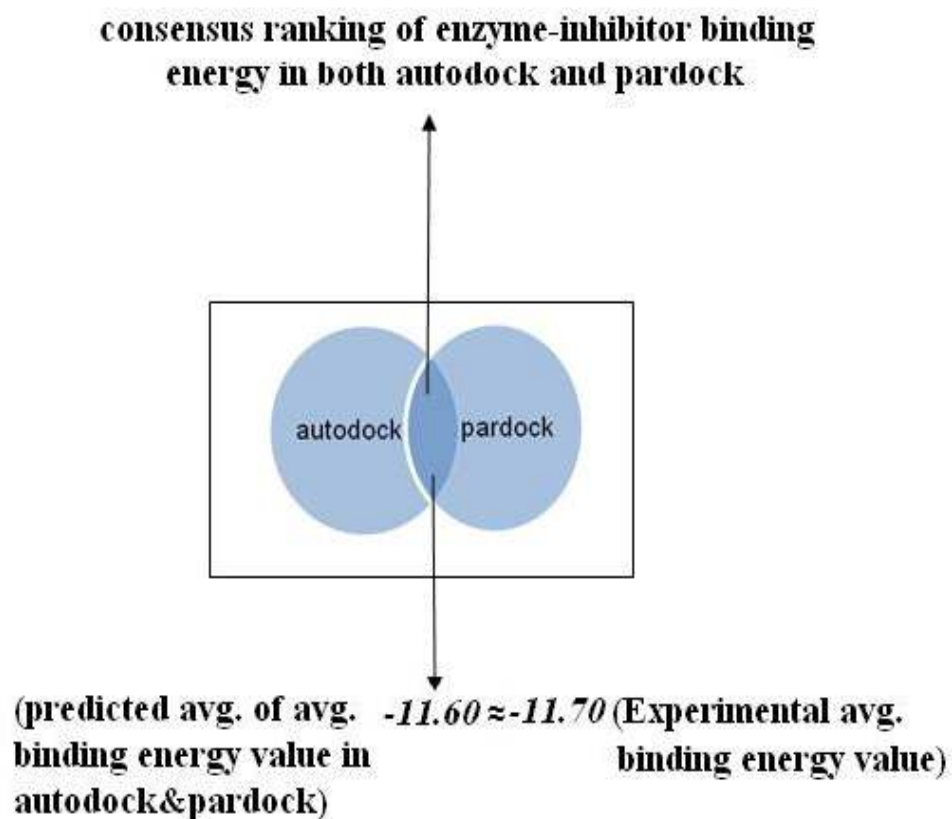 consensus ranking of enzyme-inhibitor binding
energy in both autodock and pardock
autodock
pardock
(predicted avg. of avg. -11.60 ≈ -11.70 (Experimental avg.
binding energy value in binding energy value)
autodock&pardock)